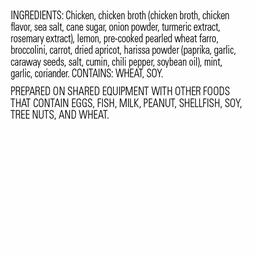 INGREDIENTS: Chicken, chicken broth (chicken broth, chicken
flavor, sea salt, cane sugar, onion powder, turmeric extract,
rosemary extract), lemon, pre-cooked pearled wheat farro,
broccolini, carrot, dried apricot, harissa powder (paprika, garlic,
caraway seeds, salt, cumin, chili pepper, soybean oil), mint,
garlic, coriander. CONTAINS: WHEAT, SOY.
PREPARED ON SHARED EQUIPMENT WITH OTHER FOODS
THAT CONTAIN EGGS, FISH, MILK, PEANUT, SHELLFISH, SOY,
TREE NUTS, AND WHEAT.